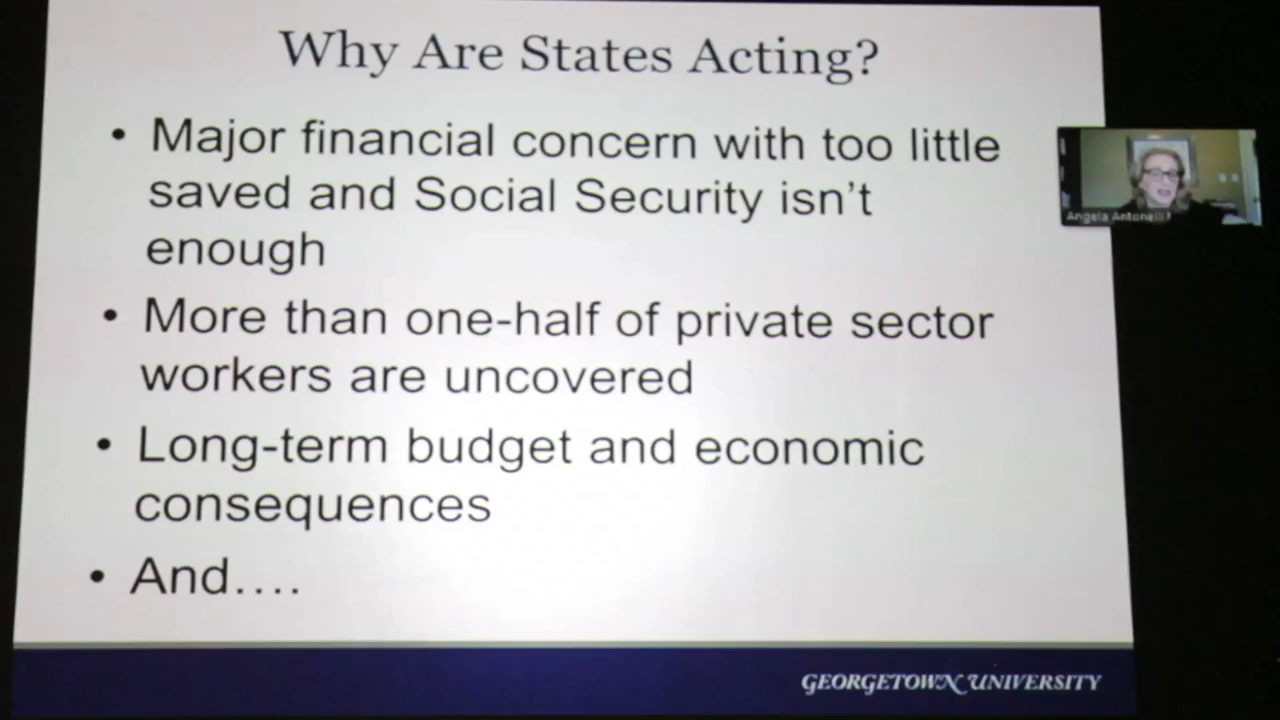 Why Are States Acting?
• Major financial concern with too little
saved and Social Security isn't
enough
• More than one-half of private sector
workers are uncovered
• Long-term budget and economic
consequences
• And....
GEORGETOWN UNIVERSITY
Angela Antonelli